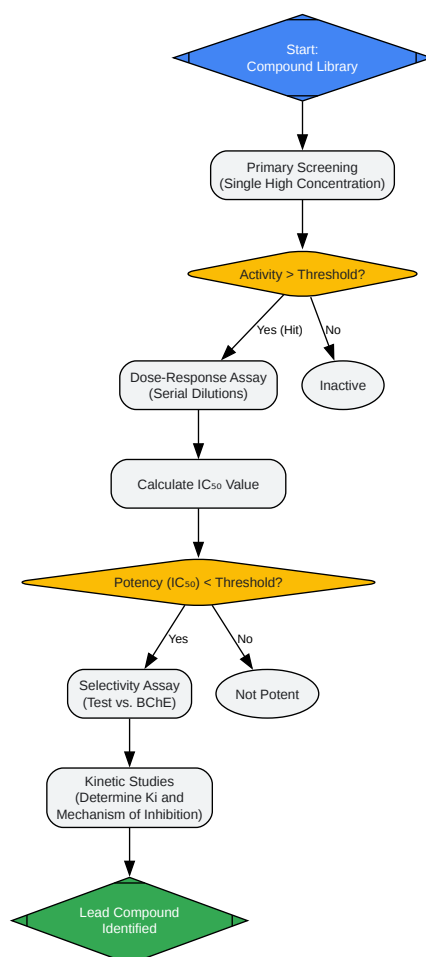 Start:
Compound Library
Primary Screening
(Single High Concentration)
Activity > Threshold?
Yes (Hit)
No
Dose-Response Assay
(Serial Dilutions)
Inactive
Calculate IC₅₀ Value
Potency (IC₅₀) < Threshold?
Yes
No
Selectivity Assay
(Test vs. BChE)
Not Potent
Kinetic Studies
(Determine Ki and
Mechanism of Inhibition)
Lead Compound
Identified